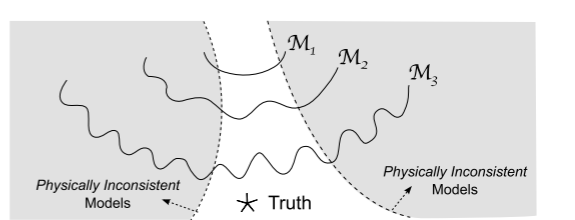 M₁
M₂
M₃
Physically Inconsistent
Models
Physically Inconsistent
Models
Truth